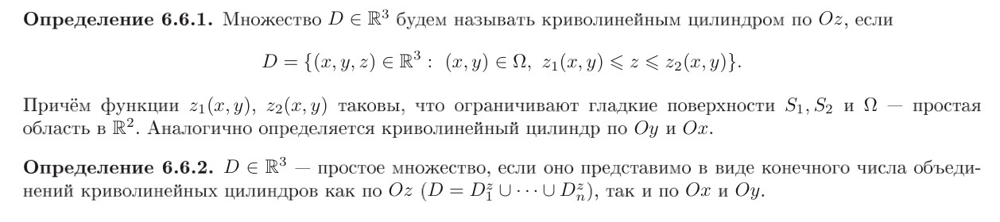 Определение 6.6.1. Множество $D \in \mathbb{R}^3$ будем называть криволинейным цилиндром по $Oz$, если
$D = \{(x, y, z) \in \mathbb{R}^3 : \ (x, y) \in \Omega, \ z_1(x, y) \leqslant z \leqslant z_2(x, y)\}.$
Причём функции $z_1(x, y)$, $z_2(x, y)$ таковы, что ограничивают гладкие поверхности $S_1, S_2$ и $\Omega$ — простая
область в $\mathbb{R}^2$. Аналогично определяется криволинейный цилиндр по $Oy$ и $Ox$.
Определение 6.6.2. $D \in \mathbb{R}^3$ — простое множество, если оно представимо в виде конечного числа объеди-
нений криволинейных цилиндров как по $Oz$ ($D = D_1^z \cup \cdots \cup D_n^z$), так и по $Ox$ и $Oy$.